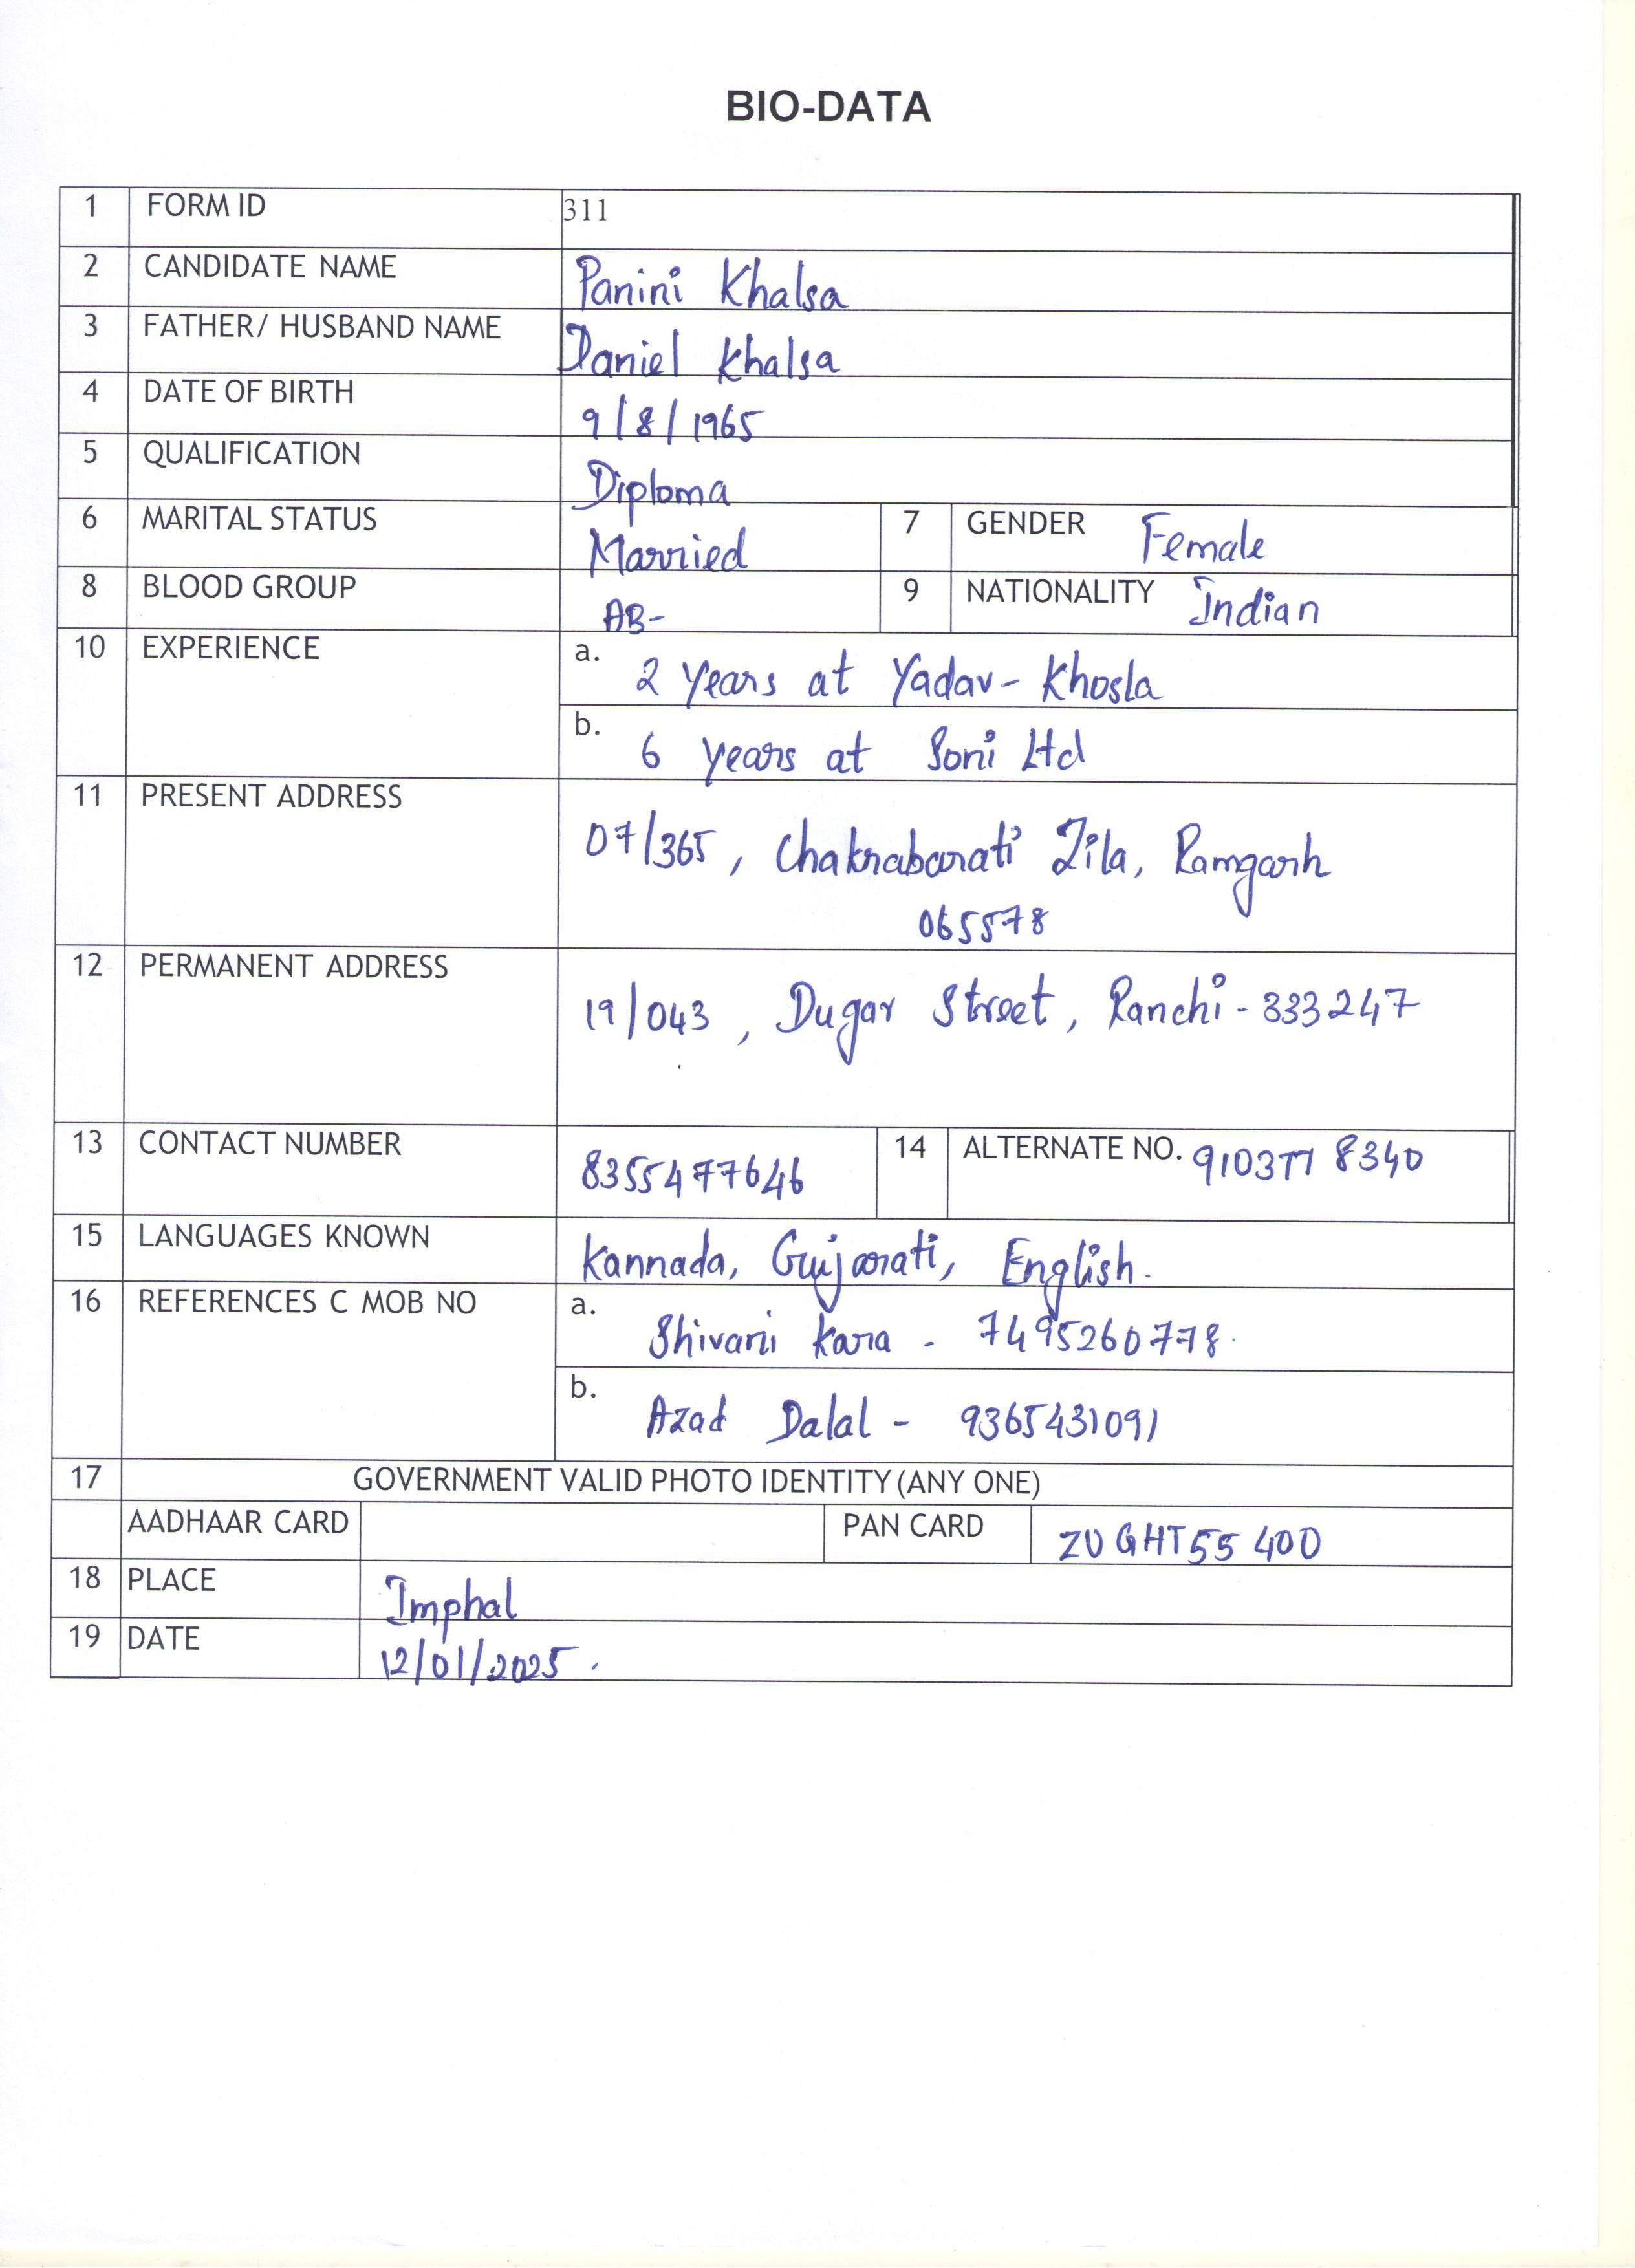 BIO-DATA
1 FORM ID 311
2 CANDIDATE NAME Panini Khalsa
3 FATHER/ HUSBAND NAME Daniel Khalsa
4 DATE OF BIRTH 9/8/1965
5 QUALIFICATION Diploma
6 MARITAL STATUS Married 7 GENDER Female
8 BLOOD GROUP AB- 9 NATIONALITY Indian
10 EXPERIENCE a. 2 years at Yadav-Khosla
b. 6 years at Soni Ltd
11 PRESENT ADDRESS 07/365, Chakrabarati Zila, Ramgarh
065578
12 PERMANENT ADDRESS 19/043, Dugar Street, Ranchi-333247
13 CONTACT NUMBER 8355477646 14 ALTERNATE NO. 9103778340
15 LANGUAGES KNOWN Kannada, Gujarati, English.
16 REFERENCES C MOB NO a. Shivani Kara - 7495260778.
b. Azad Dalal - 9365431091
17 GOVERNMENT VALID PHOTO IDENTITY (ANY ONE)
AADHAAR CARD PAN CARD ZUGHT5540D
18 PLACE Imphal
19 DATE 12/01/2025.